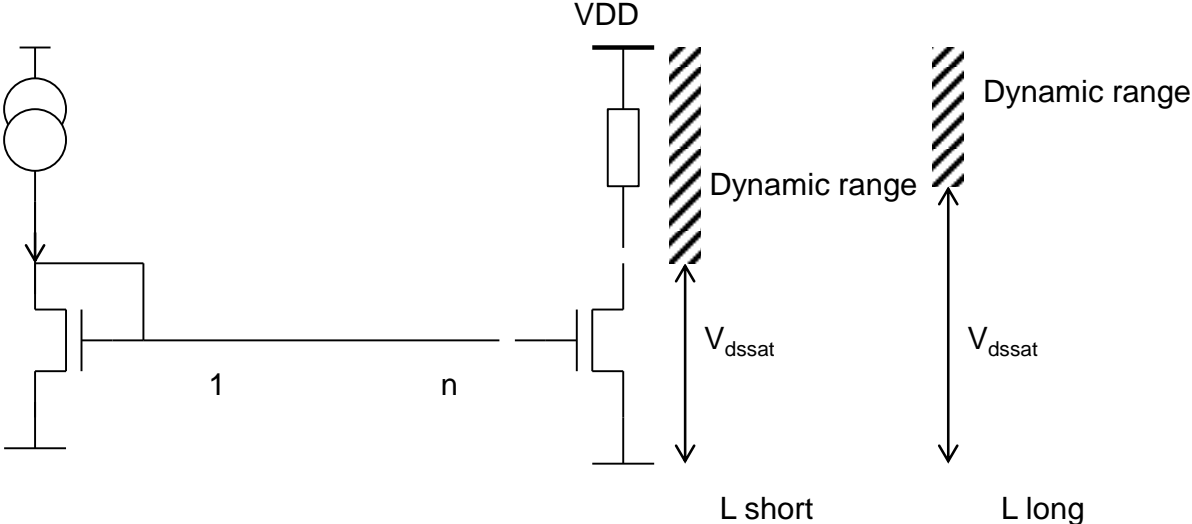 VDD
Dynamic range
Dynamic range
V_dssat
V_dssat
1
n
L short
L long